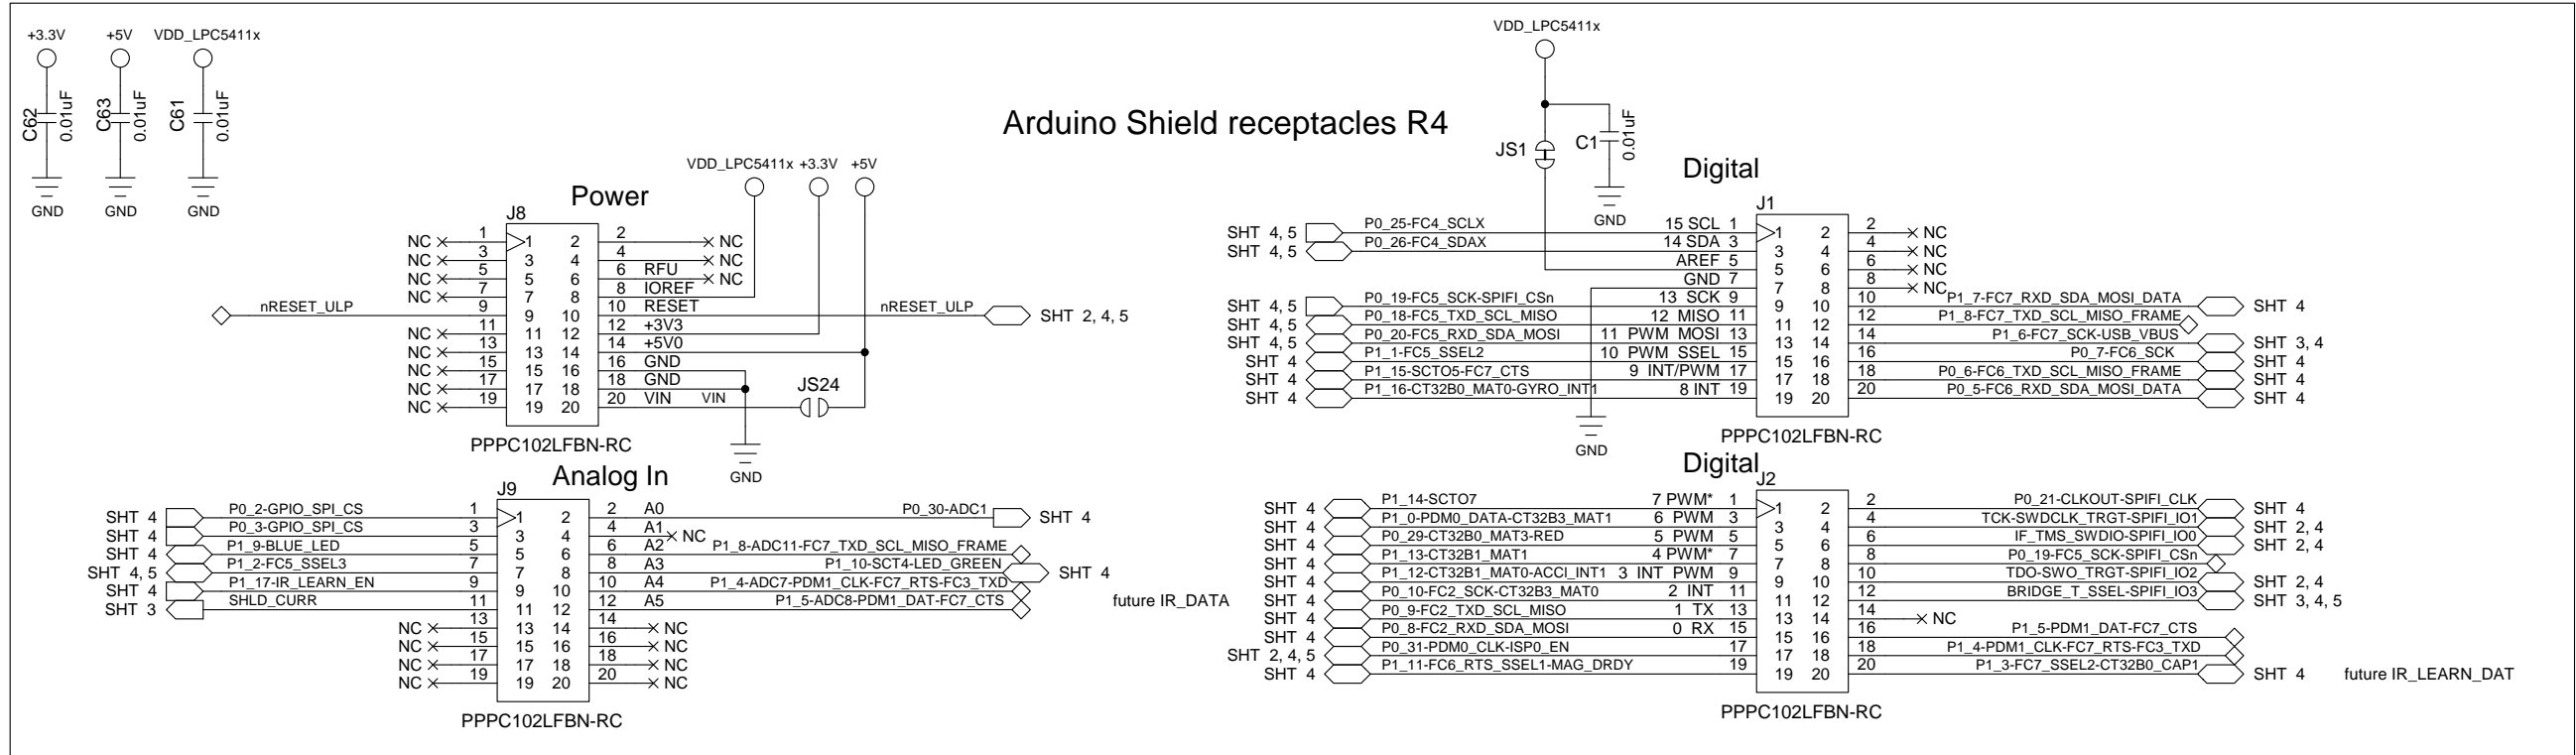 +3.3V +5V VDD_LPC5411x
C62 0.01uF C63 0.01uF C61 0.01uF
GND GND GND
Arduino Shield receptacles R4
VDD_LPC5411x
JS1 C1 0.01uF
GND
VDD_LPC5411x +3.3V +5V
Power
J8
NC 1 1 2 2 NC
NC 3 3 4 4 NC
NC 5 5 6 6 RFU NC
NC 7 7 8 8 IOREF
nRESET_ULP 9 9 10 10 RESET nRESET_ULP SHT 2, 4, 5
NC 11 11 12 12 +3V3
NC 13 13 14 14 +5V0
NC 15 15 16 16 GND
NC 17 17 18 18 GND
NC 19 19 20 20 VIN VIN JS24
PPPC102LFBN-RC
GND
Digital
J1
SHT 4, 5 P0_25-FC4_SCLX 15 SCL 1 1 2 2 NC
SHT 4, 5 P0_26-FC4_SDAX 14 SDA 3 3 4 4 NC
AREF 5 5 6 6 NC
GND 7 7 8 8 NC
SHT 4, 5 P0_19-FC5_SCK-SPIFI_CSn 13 SCK 9 9 10 10 P1_7-FC7_RXD_SDA_MOSI_DATA SHT 4
SHT 4, 5 P0_18-FC5_TXD_SCL_MISO 12 MISO 11 11 12 12 P1_8-FC7_TXD_SCL_MISO_FRAME
SHT 4, 5 P0_20-FC5_RXD_SDA_MOSI 11 PWM MOSI 13 13 14 14 P1_6-FC7_SCK-USB_VBUS SHT 3, 4
SHT 4 P1_1-FC5_SSEL2 10 PWM SSEL 15 15 16 16 P0_7-FC6_SCK SHT 4
SHT 4 P1_15-SCTO5-FC7_CTS 9 INT/PWM 17 17 18 18 P0_6-FC6_TXD_SCL_MISO_FRAME SHT 4
SHT 4 P1_16-CT32B0_MAT0-GYRO_INT1 8 INT 19 19 20 20 P0_5-FC6_RXD_SDA_MOSI_DATA SHT 4
GND
PPPC102LFBN-RC
Analog In
J9
SHT 4 P0_2-GPIO_SPI_CS 1 1 2 2 A0 P0_30-ADC1 SHT 4
SHT 4 P0_3-GPIO_SPI_CS 3 3 4 4 A1 NC
SHT 4 P1_9-BLUE_LED 5 5 6 6 A2 P1_8-ADC11-FC7_TXD_SCL_MISO_FRAME
SHT 4, 5 P1_2-FC5_SSEL3 7 7 8 8 A3 P1_10-SCT4-LED_GREEN SHT 4
SHT 4 P1_17-IR_LEARN_EN 9 9 10 10 A4 P1_4-ADC7-PDM1_CLK-FC7_RTS-FC3_TXD
SHT 3 SHLD_CURR 11 11 12 12 A5 P1_5-ADC8-PDM1_DAT-FC7_CTS future IR_DATA
NC 13 13 14 14 NC
NC 15 15 16 16 NC
NC 17 17 18 18 NC
NC 19 19 20 20 NC
PPPC102LFBN-RC
Digital
J2
SHT 4 P1_14-SCTO7 7 PWM* 1 1 2 2 P0_21-CLKOUT-SPIFI_CLK SHT 4
SHT 4 P1_0-PDM0_DATA-CT32B3_MAT1 6 PWM 3 3 4 4 TCK-SWDCLK_TRGT-SPIFI_IO1 SHT 2, 4
SHT 4 P0_29-CT32B0_MAT3-RED 5 PWM 5 5 6 6 IF_TMS_SWDIO-SPIFI_IO0 SHT 2, 4
SHT 4 P1_13-CT32B1_MAT1 4 PWM* 7 7 8 8 P0_19-FC5_SCK-SPIFI_CSn
SHT 4 P1_12-CT32B1_MAT0-ACCl_INT1 3 INT PWM 9 9 10 10 TDO-SWO_TRGT-SPIFI_IO2 SHT 2, 4
SHT 4 P0_10-FC2_SCK-CT32B3_MAT0 2 INT 11 11 12 12 BRIDGE_T_SSEL-SPIFI_IO3 SHT 3, 4, 5
SHT 4 P0_9-FC2_TXD_SCL_MISO 1 TX 13 13 14 14 NC
SHT 4 P0_8-FC2_RXD_SDA_MOSI 0 RX 15 15 16 16 P1_5-PDM1_DAT-FC7_CTS
SHT 2, 4, 5 P0_31-PDM0_CLK-ISP0_EN 17 17 18 18 P1_4-PDM1_CLK-FC7_RTS-FC3_TXD
SHT 4 P1_11-FC6_RTS_SSEL1-MAG_DRDY 19 19 20 20 P1_3-FC7_SSEL2-CT32B0_CAP1 SHT 4 future IR_LEARN_DAT
PPPC102LFBN-RC